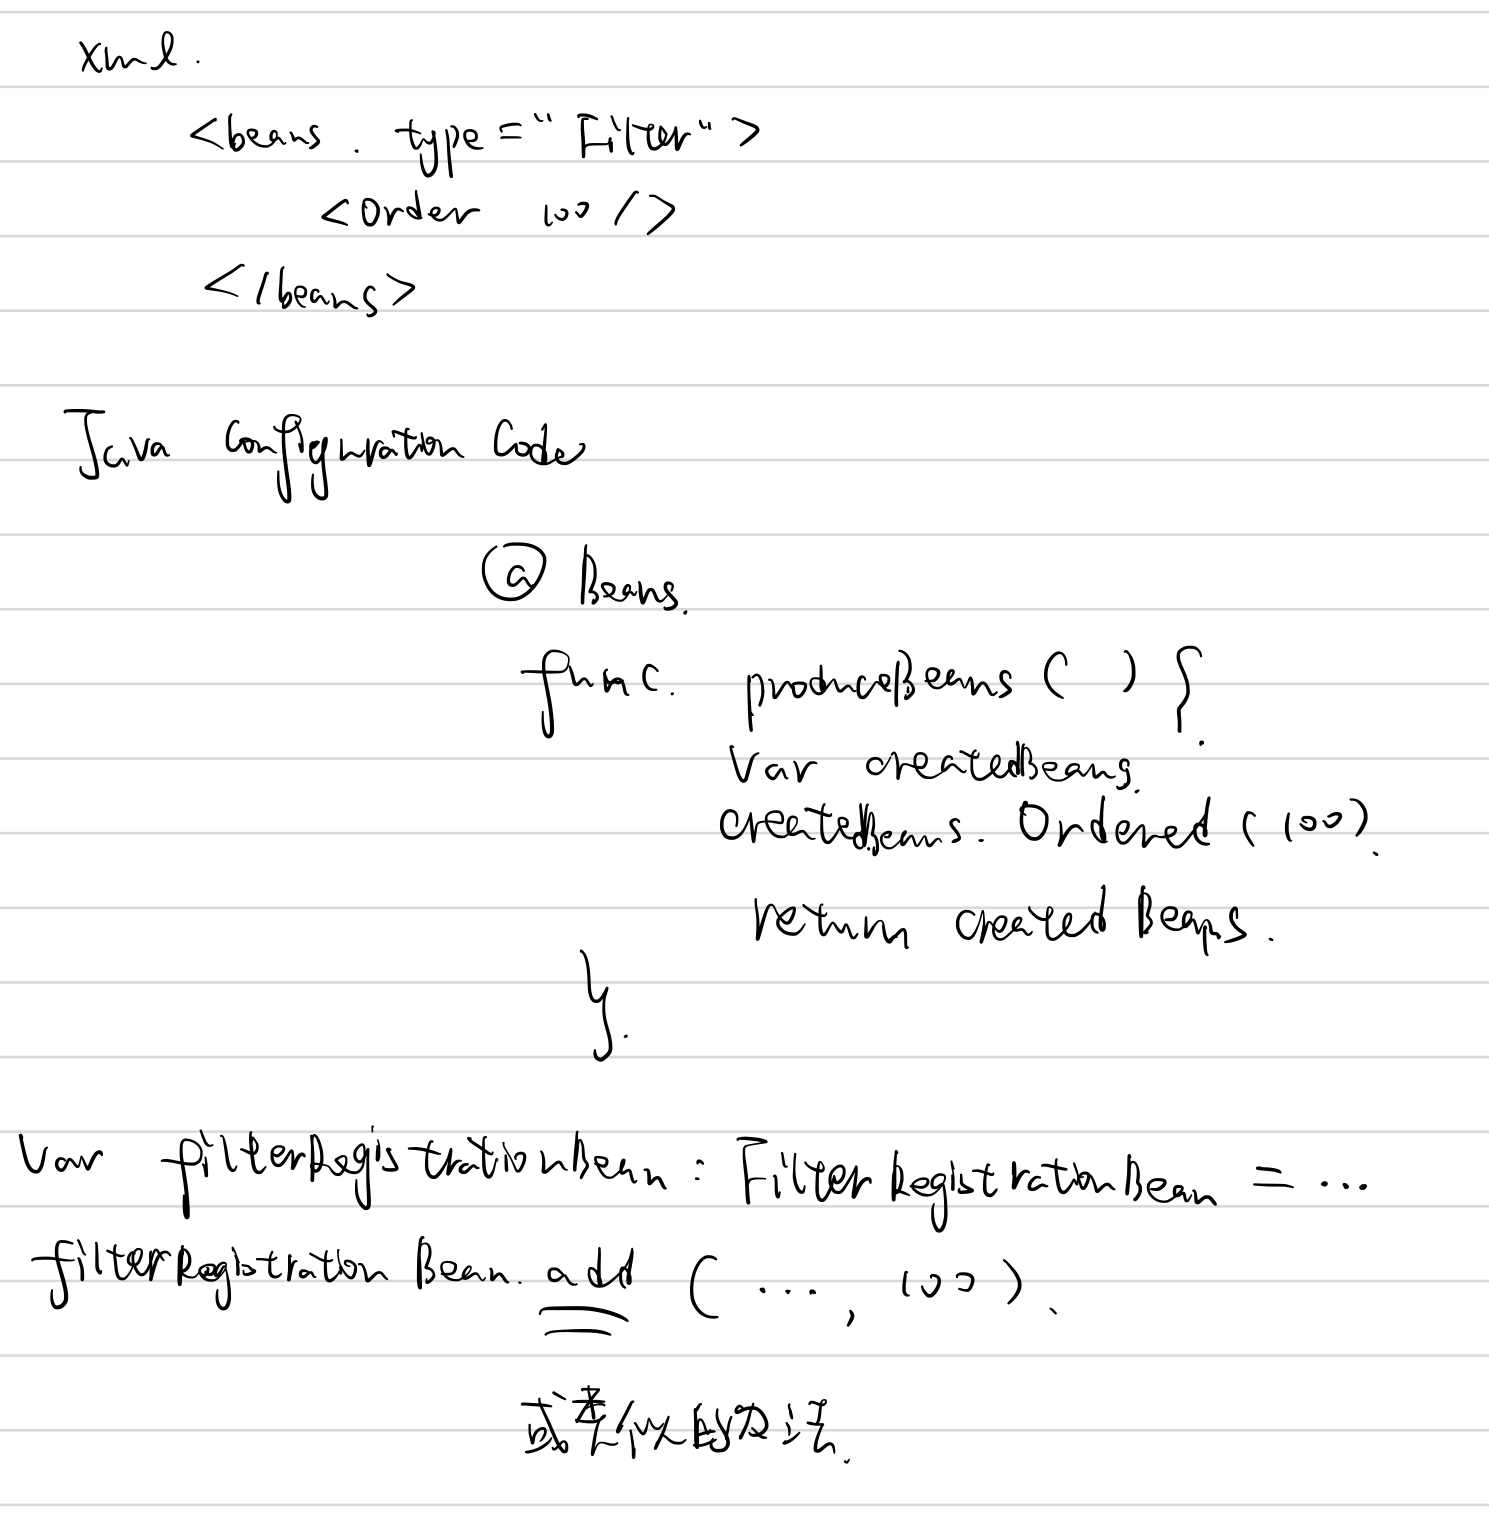 xml.
<beans. type="Filter">
<Order 100 />
</beans>
Java Configuration Code
@ Beans.
func. produceBeans ( ) {
Var createdBeans.
createdBeans. Ordered (100).
return created Beans.
}.
Var filterRegistrationBean : FilterRegistrationBean = ...
filterRegistration Bean. add ( ..., 100 ).
或类似的方法.